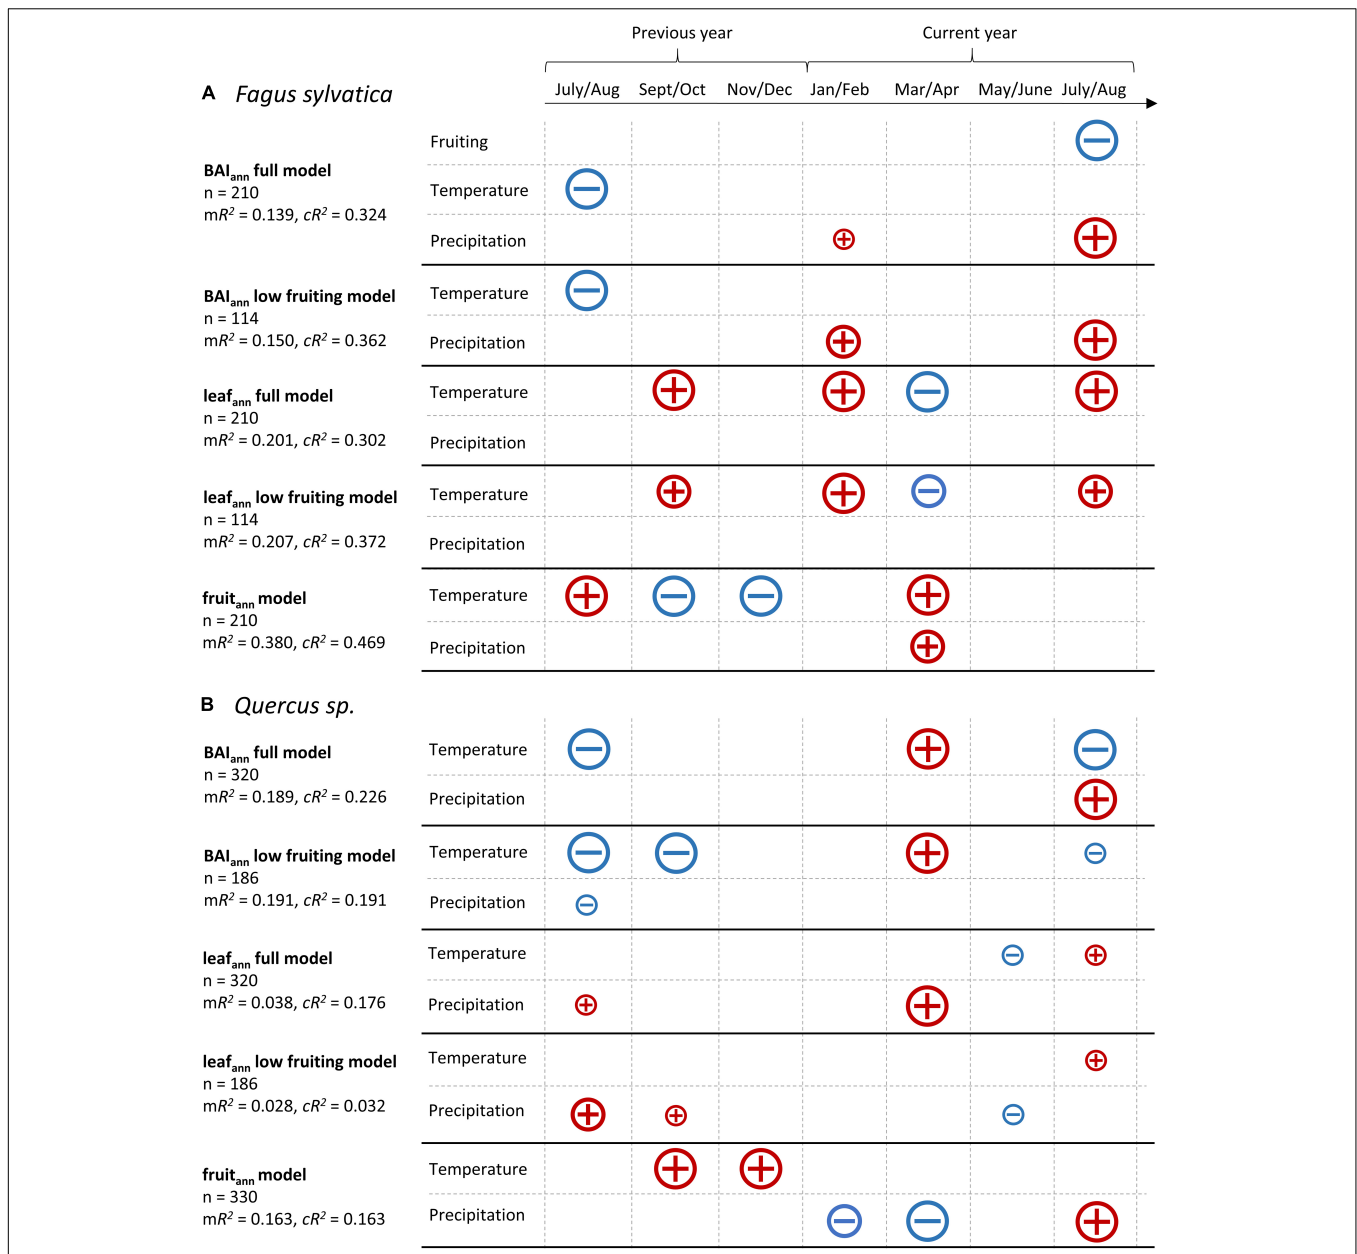 Previous year
Current year
A Fagus sylvatica
July/Aug Sept/Oct Nov/Dec Jan/Feb Mar/Apr May/June July/Aug
Fruiting
BAIann full model
n = 210
mR² = 0.139, cR² = 0.324
Temperature
Precipitation
BAIann low fruiting model
n = 114
mR² = 0.150, cR² = 0.362
Temperature
Precipitation
leafann full model
n = 210
mR² = 0.201, cR² = 0.302
Temperature
Precipitation
leafann low fruiting model
n = 114
mR² = 0.207, cR² = 0.372
Temperature
Precipitation
fruitann model
n = 210
mR² = 0.380, cR² = 0.469
Temperature
Precipitation
B Quercus sp.
BAIann full model
n = 320
mR² = 0.189, cR² = 0.226
Temperature
Precipitation
BAIann low fruiting model
n = 186
mR² = 0.191, cR² = 0.191
Temperature
Precipitation
leafann full model
n = 320
mR² = 0.038, cR² = 0.176
Temperature
Precipitation
leafann low fruiting model
n = 186
mR² = 0.028, cR² = 0.032
Temperature
Precipitation
fruitann model
n = 330
mR² = 0.163, cR² = 0.163
Temperature
Precipitation